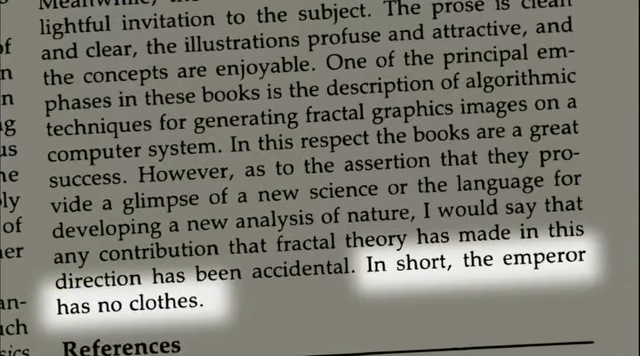 Meanwhile, the
lightful invitation to the subject. The prose is clean
of and clear, the illustrations profuse and attractive, and
the concepts are enjoyable. One of the principal em-
phases in these books is the description of algorithmic
techniques for generating fractal graphics images on a
computer system. In this respect the books are a great
success. However, as to the assertion that they pro-
vide a glimpse of a new science or the language for
of developing a new analysis of nature, I would say that
any contribution that fractal theory has made in this
direction has been accidental. In short, the emperor
has no clothes.
References